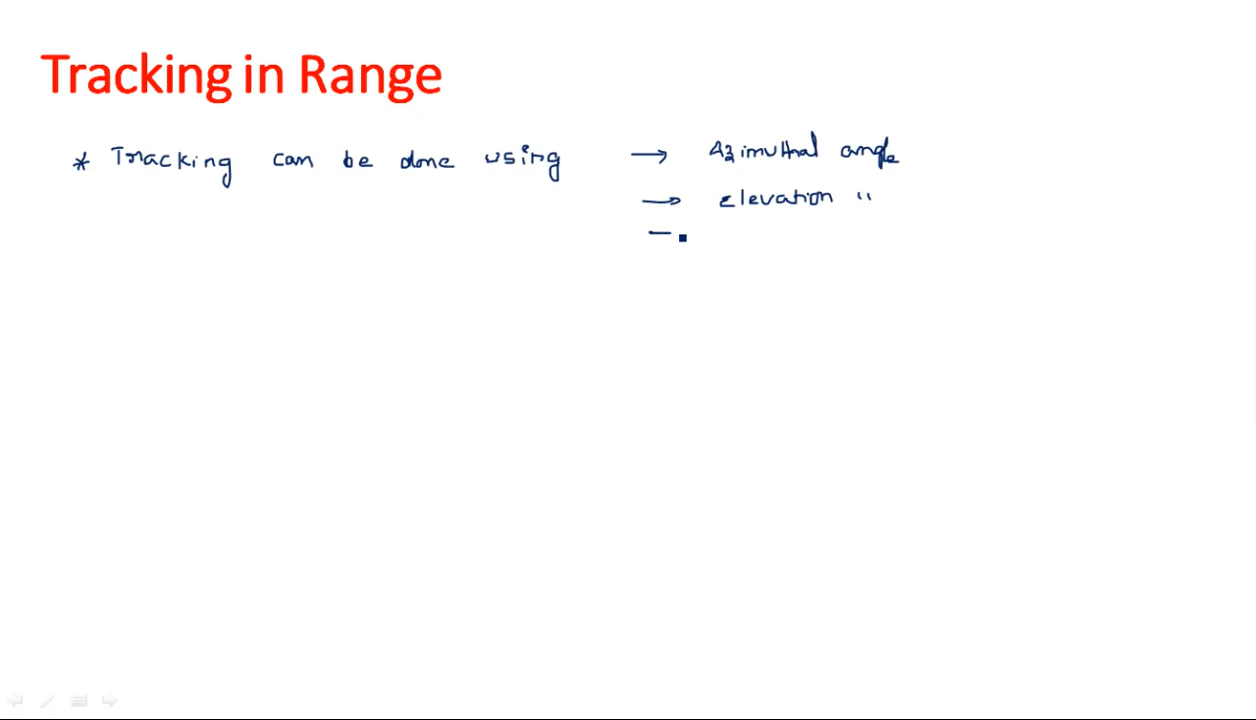 Tracking in Range
* Tracking can be done using → Azimuthal angle
→ elevation "